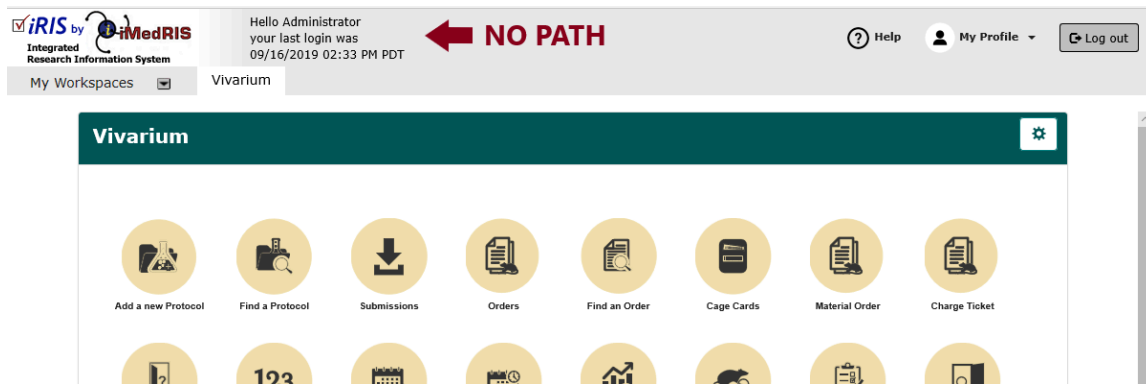 iRIS by iMedRIS
Integrated
Research Information System
Hello Administrator
your last login was
09/16/2019 02:33 PM PDT
NO PATH
? Help
My Profile
Log out
My Workspaces
Vivarium
Vivarium
Add a new Protocol
Find a Protocol
Submissions
Orders
Find an Order
Cage Cards
Material Order
Charge Ticket
?
123